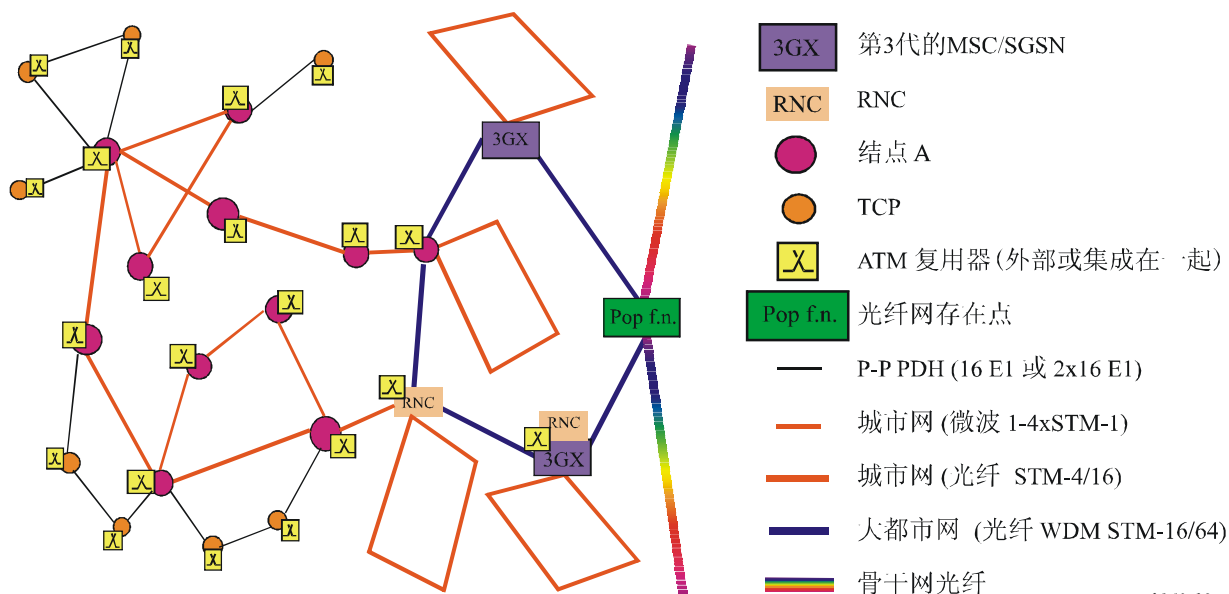 3GX
Pop f.n.
RNC
RNC
3GX
3GX 第3代的MSC/SGSN
RNC RNC
结点 A
TCP
ATM 复用器(外部或集成在一起)
Pop f.n. 光纤网存在点
P-P PDH (16 E1 或 2x16 E1)
城市网 (微波 1-4xSTM-1)
城市网 (光纤 STM-4/16)
大都市网 (光纤 WDM STM-16/64)
骨干网光纤